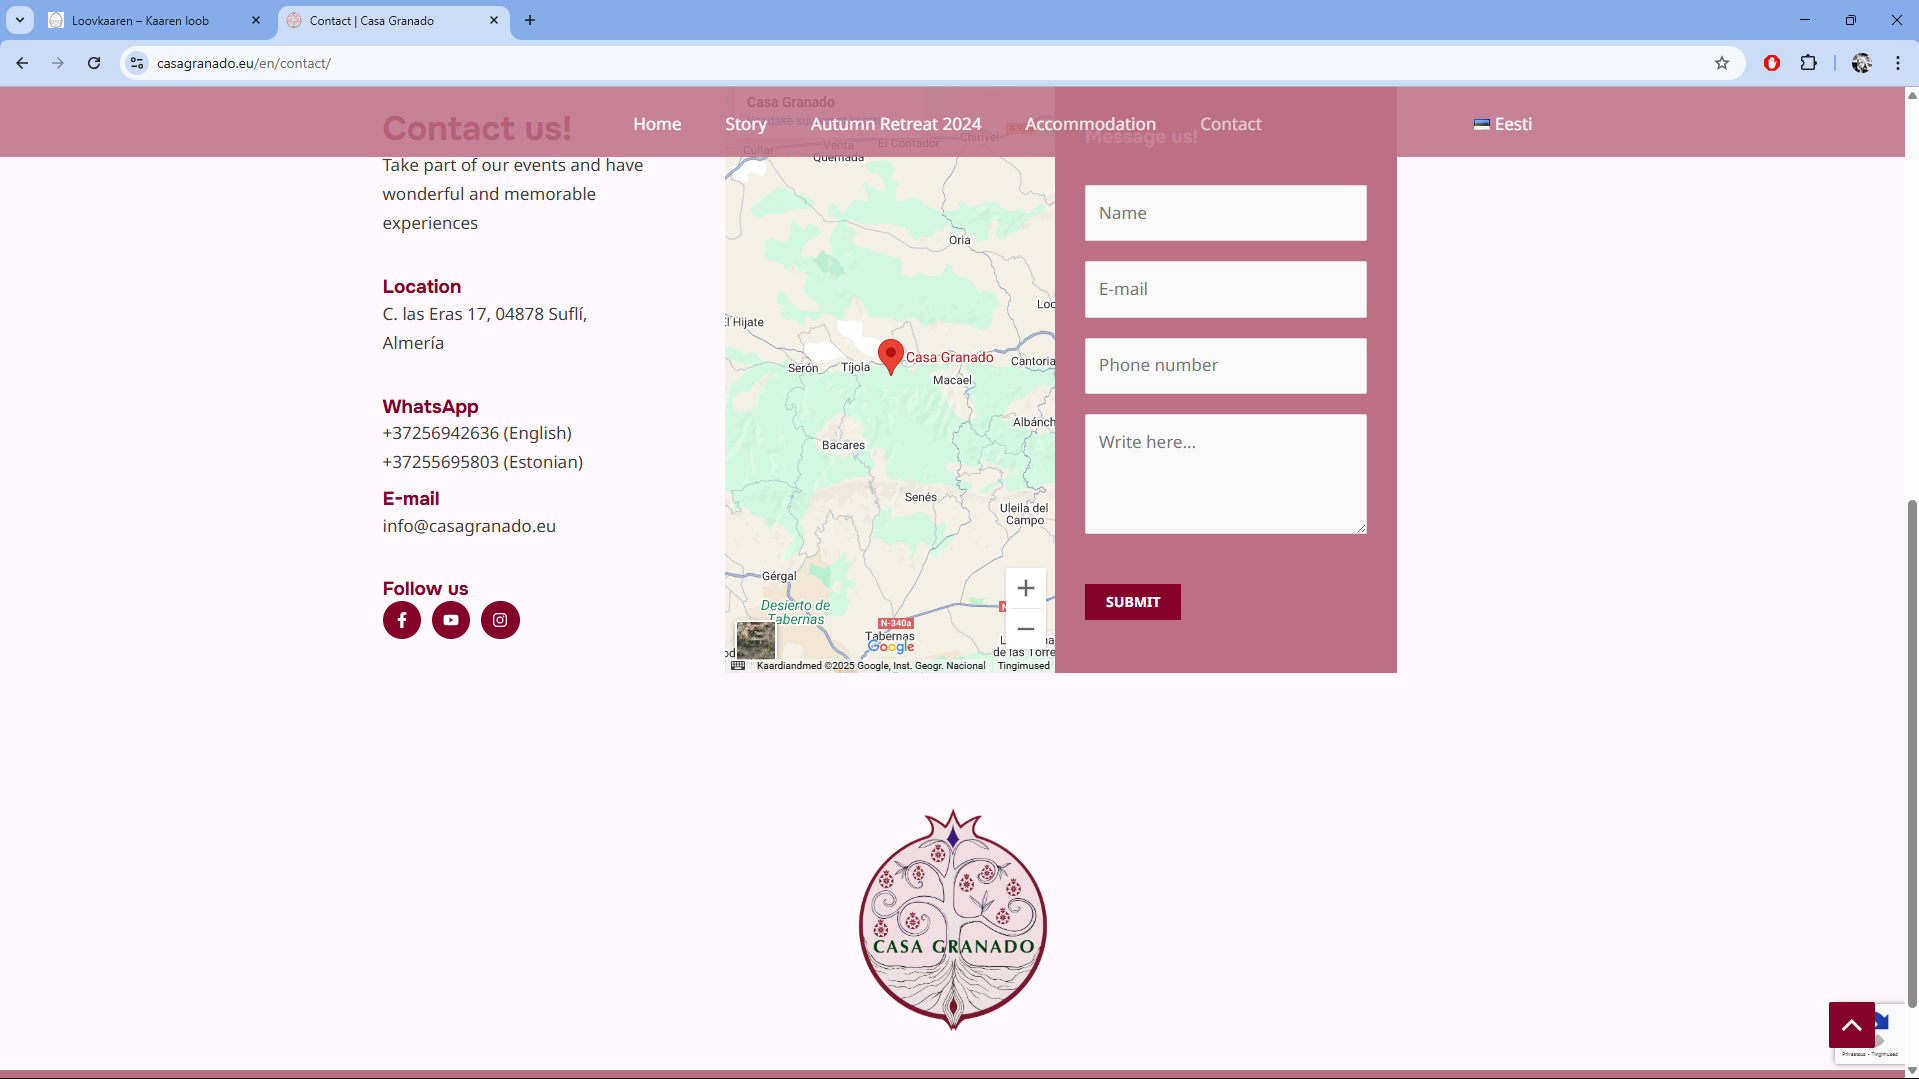 Loovkaaren – Kaaren loob
Contact | Casa Granado
casagranado.eu/en/contact/
Home
Story
Autumn Retreat 2024
Accommodation
Contact
Eesti
Contact us!
Take part of our events and have
wonderful and memorable
experiences
Location
C. las Eras 17, 04878 Suflí,
Almería
WhatsApp
+37256942636 (English)
+37255695803 (Estonian)
E-mail
info@casagranado.eu
Follow us
Casa Granado
Chirivel
Cúllar
Venta
Quemada
El Contador
Oria
El Hijate
Casa Granado
Cantoria
Serón
Tíjola
Macael
Albánch
Bacares
Senés
Uleila del
Campo
Gérgal
Desierto de
Tabernas
N-340a
Tabernas
de las Torre
Google
Kaardiandmed ©2025 Google, Inst. Geogr. Nacional
Tingimused
Message us!
Name
E-mail
Phone number
Write here...
SUBMIT
CASA GRANADO
Privaatsus - Tingimused